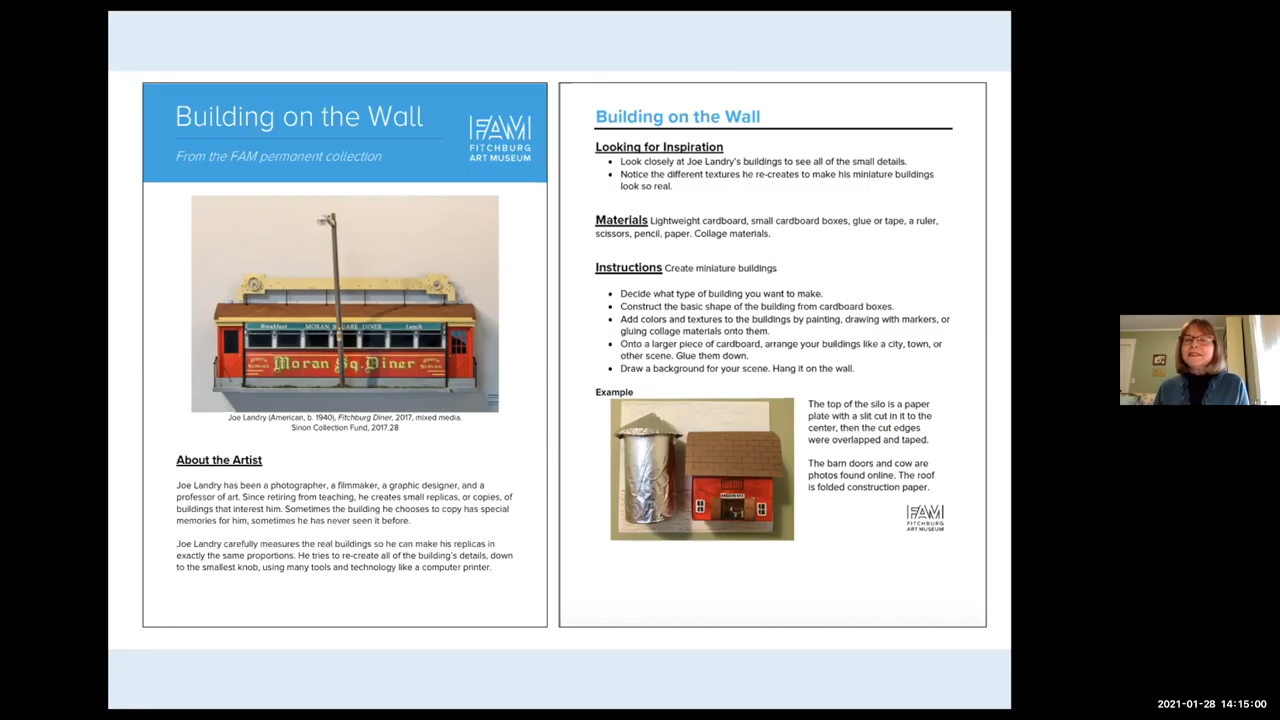 Building on the Wall
From the FAM permanent collection
FAM
FITCHBURG
ART MUSEUM
Breakfast MORAN SQUARE DINER Lunch
BOOTH SERVICE Moran Sq. Diner BOOTH SERVICE
Joe Landry (American, b. 1940), Fitchburg Diner, 2017, mixed media.
Sinon Collection Fund, 2017.28
About the Artist
Joe Landry has been a photographer, a filmmaker, a graphic designer, and a
professor of art. Since retiring from teaching, he creates small replicas, or copies, of
buildings that interest him. Sometimes the building he chooses to copy has special
memories for him, sometimes he has never seen it before.
Joe Landry carefully measures the real buildings so he can make his replicas in
exactly the same proportions. He tries to re-create all of the building's details, down
to the smallest knob, using many tools and technology like a computer printer.
Building on the Wall
Looking for Inspiration
• Look closely at Joe Landry's buildings to see all of the small details.
• Notice the different textures he re-creates to make his miniature buildings
look so real.
Materials Lightweight cardboard, small cardboard boxes, glue or tape, a ruler,
scissors, pencil, paper. Collage materials.
Instructions Create miniature buildings
• Decide what type of building you want to make.
• Construct the basic shape of the building from cardboard boxes.
• Add colors and textures to the buildings by painting, drawing with markers, or
gluing collage materials onto them.
• Onto a larger piece of cardboard, arrange your buildings like a city, town, or
other scene. Glue them down.
• Draw a background for your scene. Hang it on the wall.
Example
The top of the silo is a paper
plate with a slit cut in it to the
center, then the cut edges
were overlapped and taped.
The barn doors and cow are
photos found online. The roof
is folded construction paper.
FAM
FITCHBURG
ART MUSEUM
2021-01-28 14:15:00